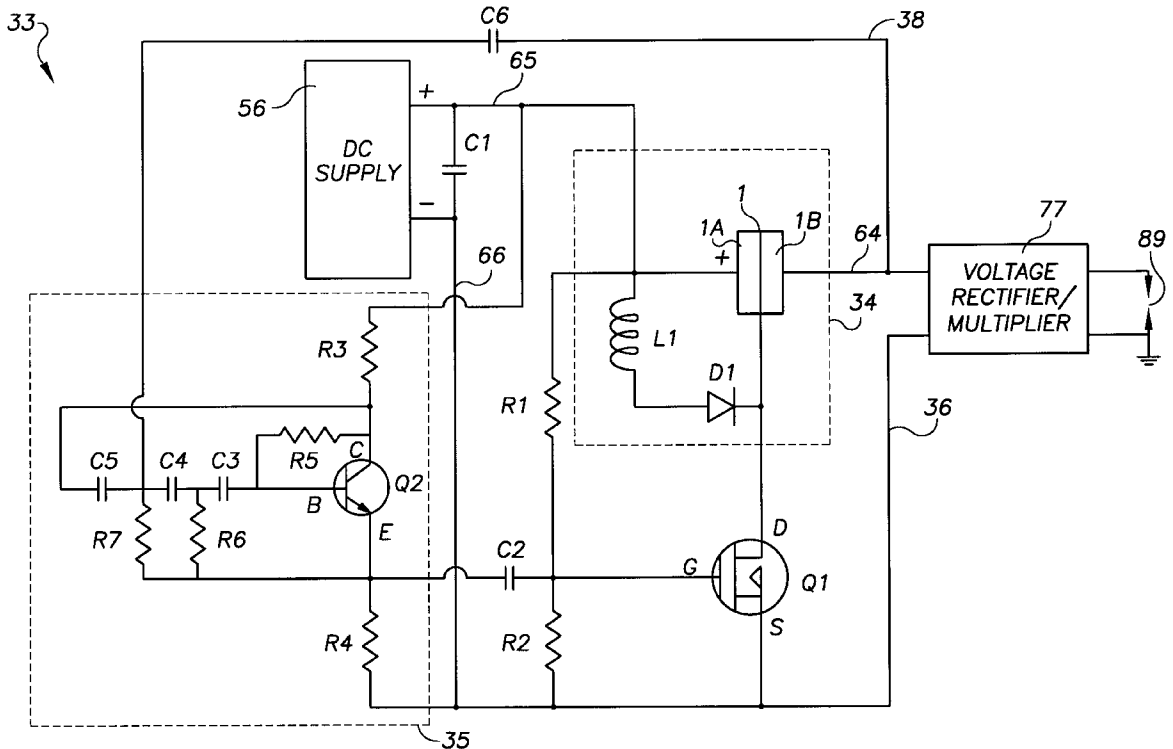 33
C6
38
56
+
65
C1
DC
SUPPLY
−
66
1
1A
1B
+
64
77
VOLTAGE
RECTIFIER/
MULTIPLIER
89
34
R3
L1
D1
R1
36
C5
C4
C3
R5
C
Q2
B
E
R7
R6
C2
D
G
Q1
S
R4
R2
35